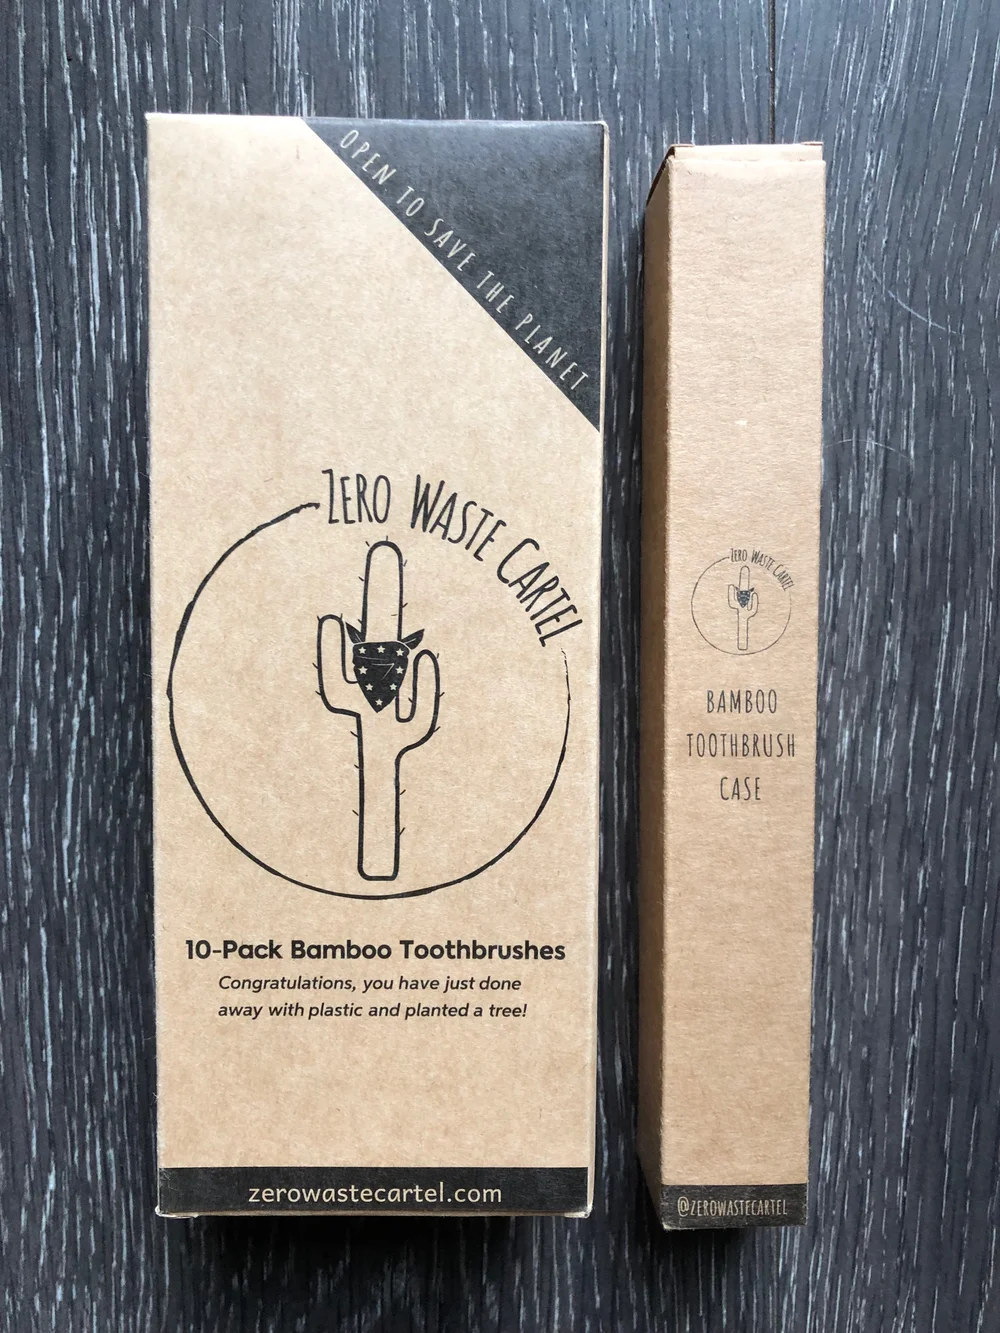 OPEN TO SAVE THE PLANET
ZERO WASTE CARTEL
10-Pack Bamboo Toothbrushes
Congratulations, you have just done
away with plastic and planted a tree!
zerowastecartel.com
ZERO WASTE CARTEL
BAMBOO
TOOTHBRUSH
CASE
@ZEROWASTECARTEL